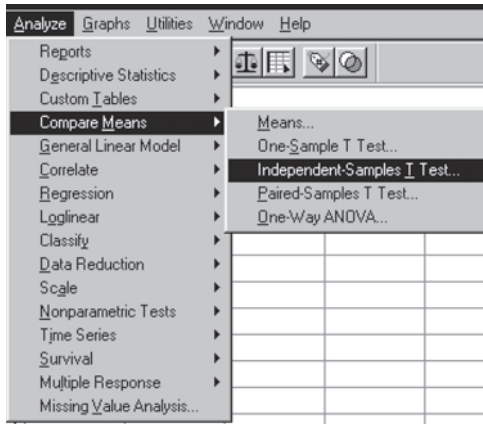 Analyze Graphs Utilities Window Help
Reports
Descriptive Statistics
Custom Tables
Compare Means
General Linear Model
Correlate
Regression
Loglinear
Classify
Data Reduction
Scale
Nonparametric Tests
Time Series
Survival
Multiple Response
Missing Value Analysis...
Means...
One-Sample T Test...
Independent-Samples T Test...
Paired-Samples T Test...
One-Way ANOVA...